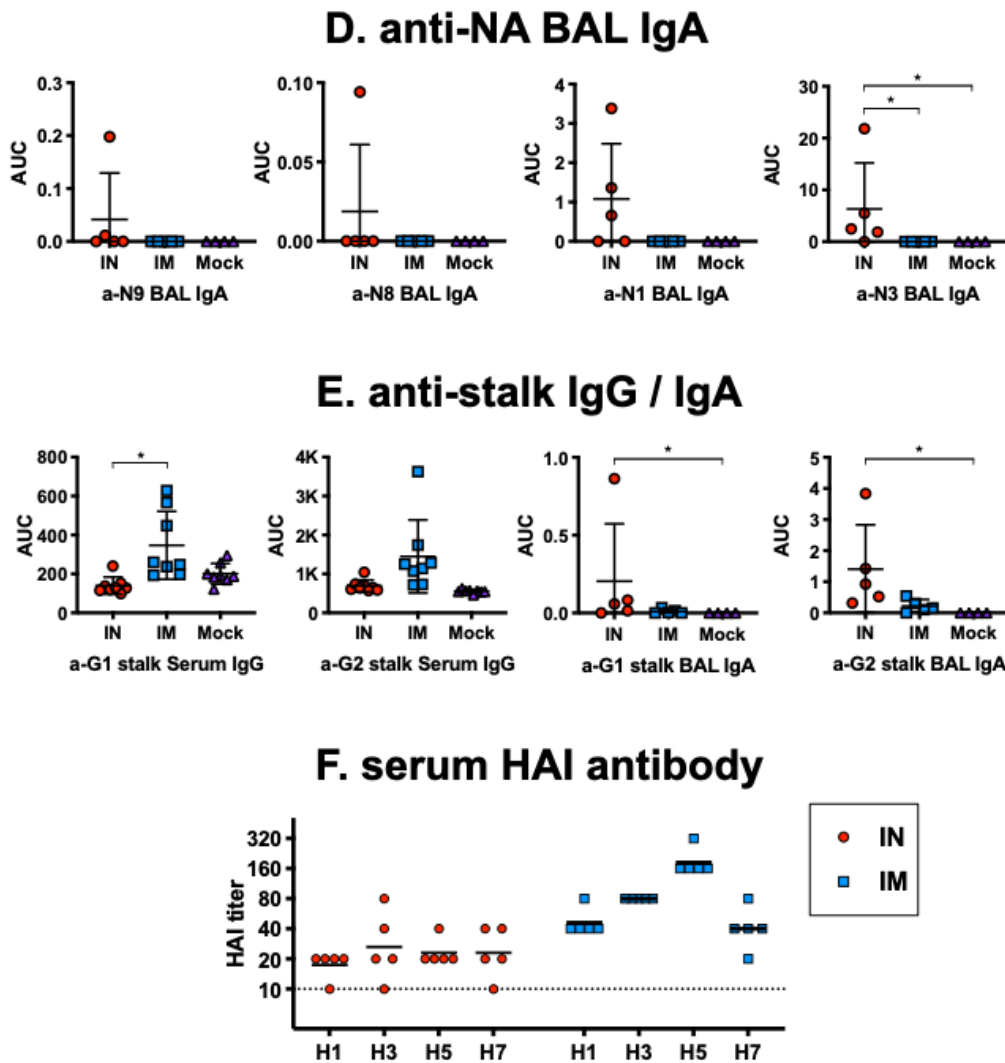 D. anti-NA BAL IgA
0.3
0.2
0.1
0.0
AUC
IN IM Mock
a-N9 BAL IgA
0.10
0.05
0.00
AUC
IN IM Mock
a-N8 BAL IgA
4
3
2
1
0
AUC
IN IM Mock
a-N1 BAL IgA
30
20
10
0
AUC
*
*
IN IM Mock
a-N3 BAL IgA
E. anti-stalk IgG / IgA
800
600
400
200
0
AUC
*
IN IM Mock
a-G1 stalk Serum IgG
4K
3K
2K
1K
0
AUC
IN IM Mock
a-G2 stalk Serum IgG
1.0
0.5
0.0
AUC
*
IN IM Mock
a-G1 stalk BAL IgA
5
4
3
2
1
0
AUC
*
IN IM Mock
a-G2 stalk BAL IgA
F. serum HAI antibody
320
160
80
40
20
10
HAI titer
H1 H3 H5 H7 H1 H3 H5 H7
IN
IM